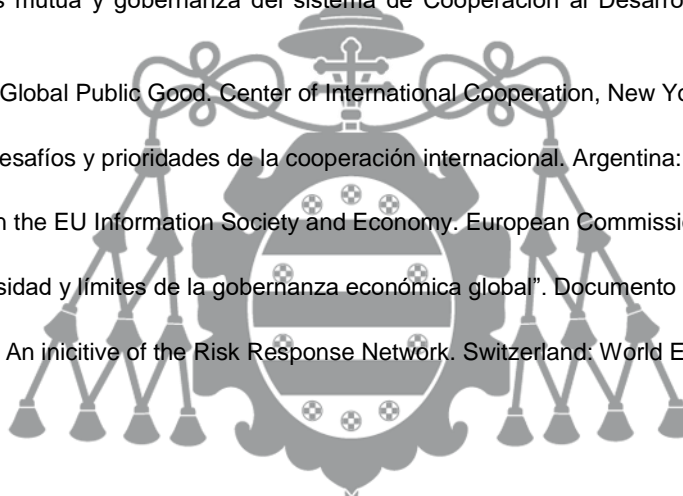 mutua y gobernanza del sistema de Cooperación al Desarro
Global Public Good. Center of International Cooperation, New Yo
esafíos y prioridades de la cooperación internacional. Argentina:
the EU Information Society and Economy. European Commissi
sidad y límites de la gobernanza económica global”. Documento
An inicitive of the Risk Response Network. Switzerland: World E